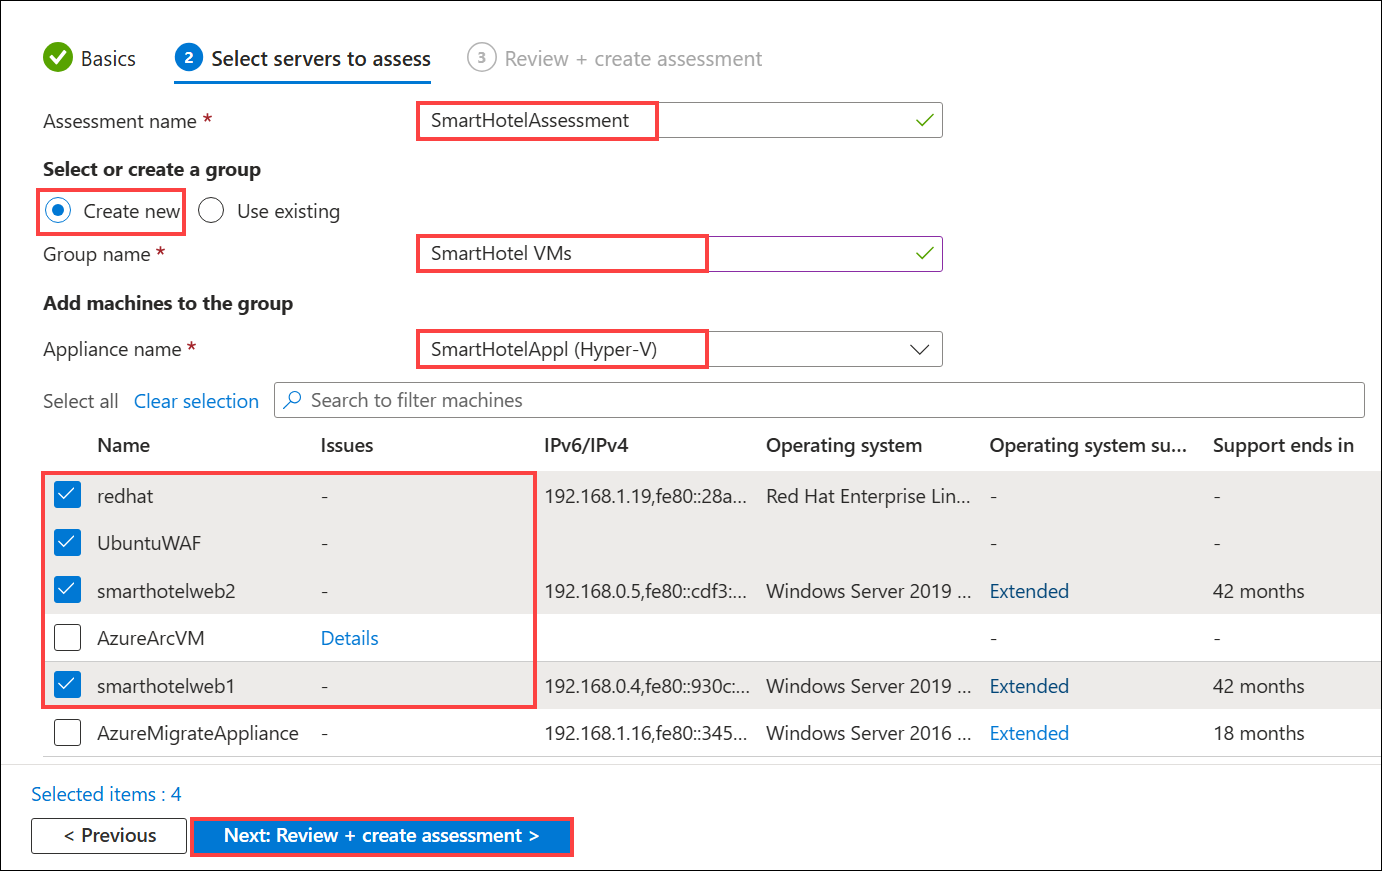 Basics 2 Select servers to assess 3 Review + create assessment
Assessment name * SmartHotelAssessment
Select or create a group
Create new Use existing
Group name * SmartHotel VMs
Add machines to the group
Appliance name * SmartHotelAppl (Hyper-V)
Select all Clear selection Search to filter machines
Name Issues IPv6/IPv4 Operating system Operating system su... Support ends in
redhat - 192.168.1.19,fe80::28a... Red Hat Enterprise Lin... - -
UbuntuWAF - - -
smarthotelweb2 - 192.168.0.5,fe80::cdf3:... Windows Server 2019 ... Extended 42 months
AzureArcVM Details - -
smarthotelweb1 - 192.168.0.4,fe80::930c:... Windows Server 2019 ... Extended 42 months
AzureMigrateAppliance - 192.168.1.16,fe80::345... Windows Server 2016 ... Extended 18 months
Selected items : 4
< Previous Next: Review + create assessment >